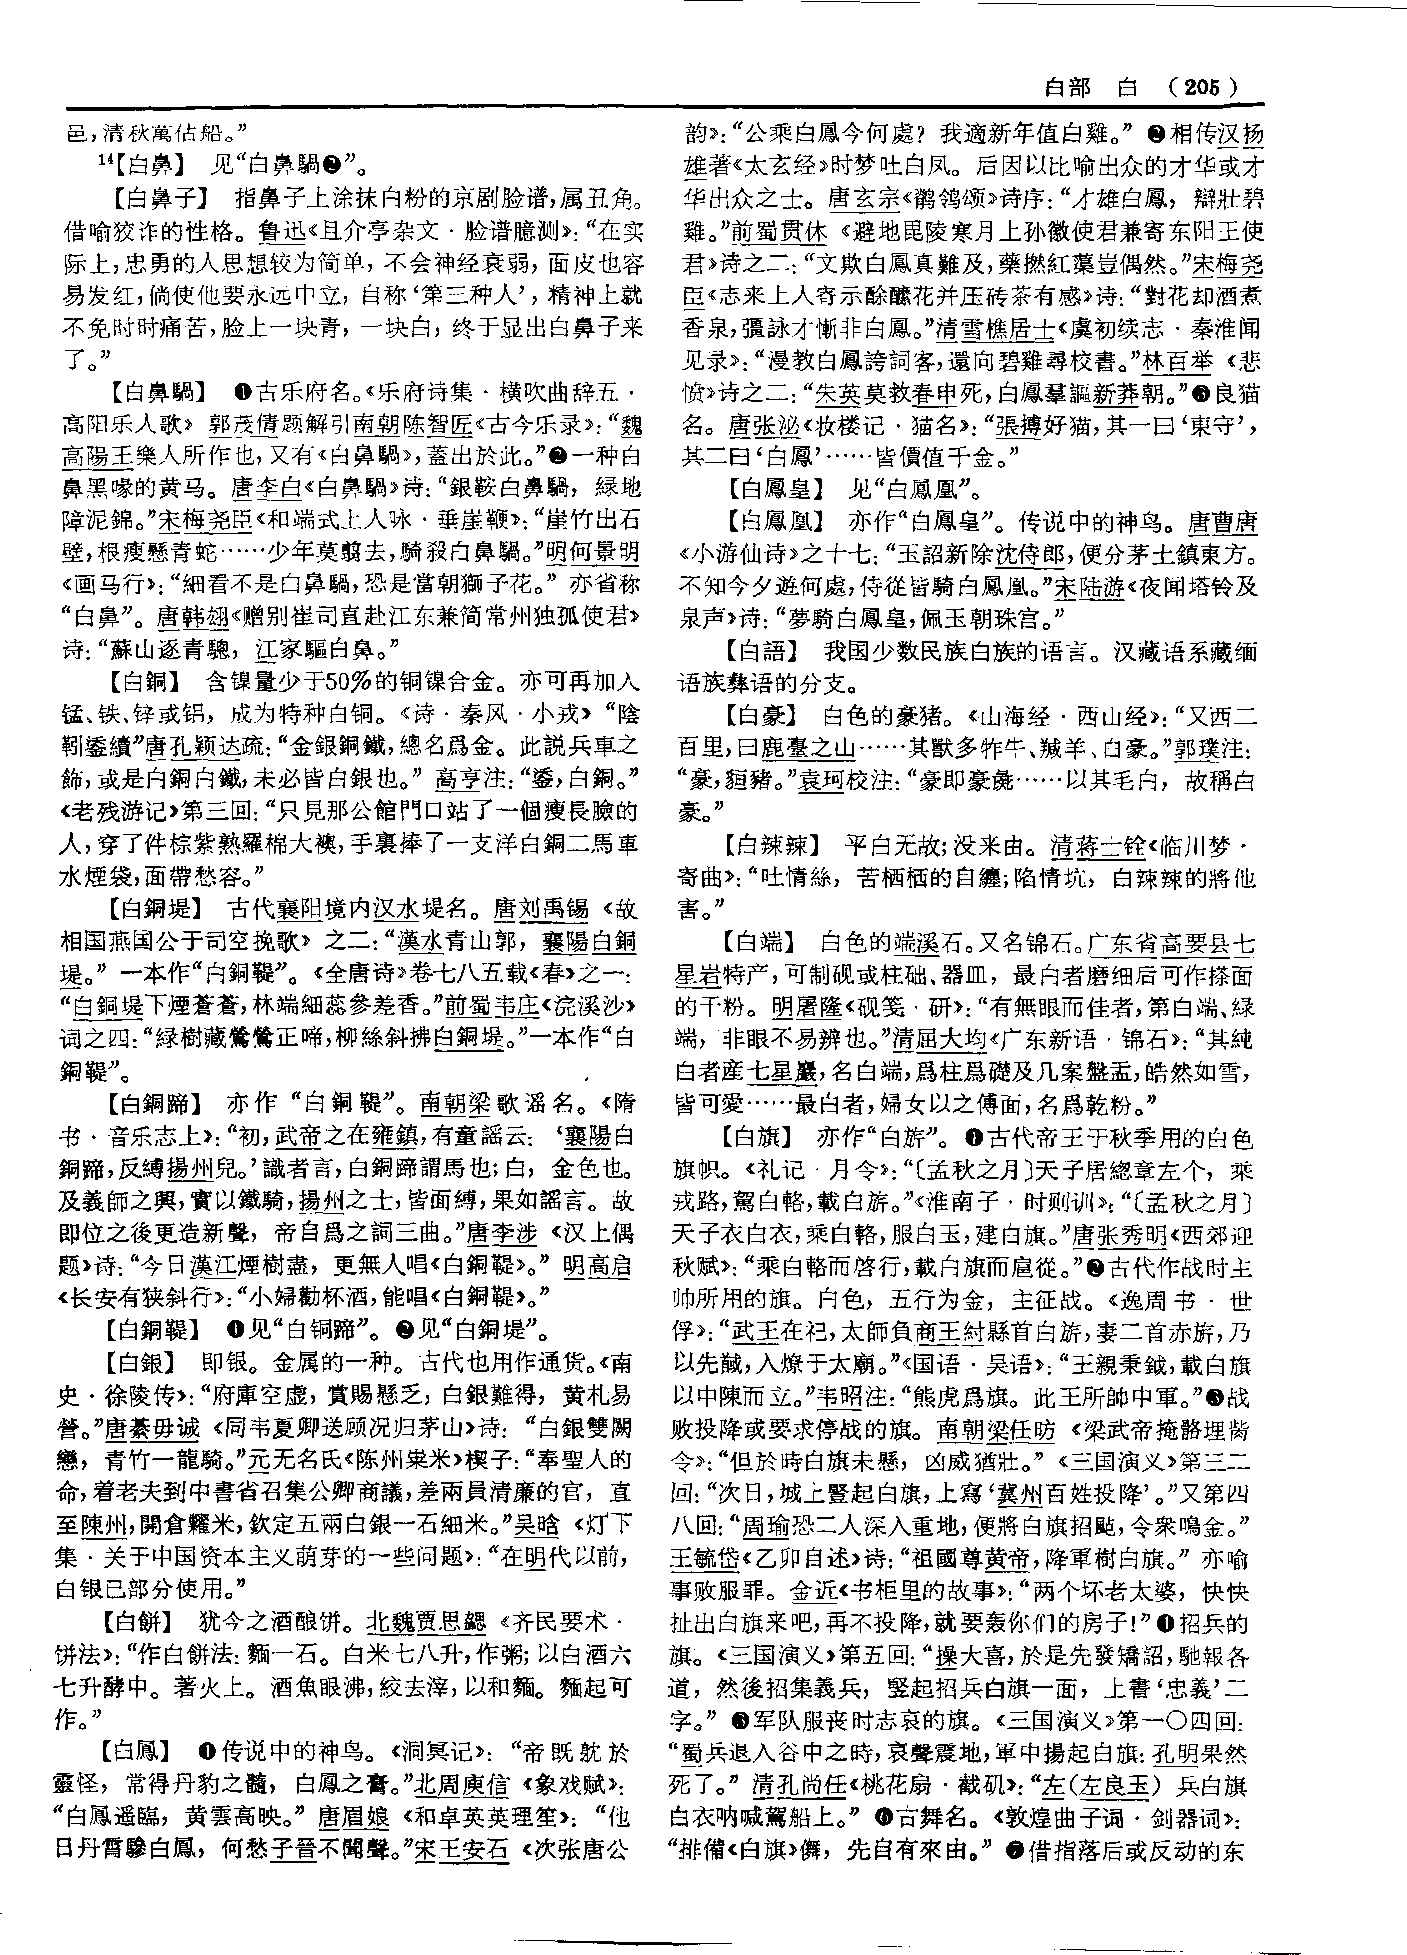 白部　白　（205）
邑，清秋萬估船。”
14【白鼻】　见“白鼻騧❷”。
【白鼻子】　指鼻子上涂抹白粉的京剧脸谱，属丑角。
借喻狡诈的性格。鲁迅《且介亭杂文·脸谱臆测》：“在实
际上，忠勇的人思想较为简单，不会神经衰弱，面皮也容
易发红，倘使他要永远中立，自称‘第三种人’，精神上就
不免时时痛苦，脸上一块青，一块白，终于显出白鼻子来
了。”
【白鼻騧】　❶古乐府名。《乐府诗集·横吹曲辞五·
高阳乐人歌》郭茂倩题解引南朝陈智匠《古今乐录》：“魏
高陽王樂人所作也，又有《白鼻騧》，蓋出於此。”❷一种白
鼻黑喙的黄马。唐李白《白鼻騧》诗：“銀鞍白鼻騧，緑地
障泥錦。”宋梅尧臣《和端式上人咏·垂崖鞭》：“崖竹出石
壁，根瘦懸青蛇……少年莫翦去，騎殺白鼻騧。”明何景明
《画马行》：“細看不是白鼻騧，恐是當朝獅子花。”亦省称
“白鼻”。唐韩翃《赠别崔司直赴江东兼简常州独孤使君》
诗：“蘇山逐青驄，江家驅白鼻。”
【白銅】　含镍量少于50%的铜镍合金。亦可再加入
锰、铁、锌或铝，成为特种白铜。《诗·秦风·小戎》“陰
靷鋈續”唐孔颖达疏：“金銀銅鐵，總名爲金。此説兵車之
飾，或是白銅白鐵，未必皆白銀也。”高亨注：“鋈，白銅。”
《老残游记》第三回：“只見那公館門口站了一個瘦長臉的
人，穿了件棕紫熟羅棉大襖，手裏捧了一支洋白銅二馬車
水煙袋，面帶愁容。”
【白銅堤】　古代襄阳境内汉水堤名。唐刘禹锡《故
相国燕国公于司空挽歌》之二：“漢水青山郭，襄陽白銅
堤。”一本作“白銅鞮”。《全唐诗》卷七八五载《春》之一：
“白銅堤下煙蒼蒼，林端細蕊參差香。”前蜀韦庄《浣溪沙》
词之四：“緑樹藏鶯鶯正啼，柳絲斜拂白銅堤。”一本作“白
銅鞮”。
【白銅蹄】　亦作“白銅鞮”。南朝梁歌谣名。《隋
书·音乐志上》：“初，武帝之在雍鎮，有童謡云：‘襄陽白
銅蹄，反縛揚州兒。’識者言，白銅蹄謂馬也；白，金色也。
及義師之興，實以鐵騎，揚州之士，皆面縛，果如謡言。故
即位之後更造新聲，帝自爲之詞三曲。”唐李涉《汉上偶
题》诗：“今日漢江煙樹盡，更無人唱《白銅鞮》。”明高启
《长安有狭斜行》：“小婦勸杯酒，能唱《白銅鞮》。”
【白銅鞮】　❶见“白铜蹄”。❷见“白銅堤”。
【白銀】　即银。金属的一种。古代也用作通货。《南
史·徐陵传》：“府庫空虚，賞賜懸乏，白銀難得，黄札易
營。”唐綦毋诚《同韦夏卿送顾况归茅山》诗：“白銀雙闕
戀，青竹一龍騎。”元无名氏《陈州粜米》楔子：“奉聖人的
命，着老夫到中書省召集公卿商議，差兩員清廉的官，直
至陳州，開倉糶米，欽定五兩白銀一石細米。”吴晗《灯下
集·关于中国资本主义萌芽的一些问题》：“在明代以前，
白银已部分使用。”
【白餅】　犹今之酒酿饼。北魏贾思勰《齐民要术·
饼法》：“作白餅法：麵一石。白米七八升，作粥；以白酒六
七升酵中。著火上。酒魚眼沸，絞去滓，以和麵。麵起可
作。”
【白鳳】　❶传说中的神鸟。《洞冥记》：“帝既躭於
靈怪，常得丹豹之髓，白鳳之膏。”北周庾信《象戏赋》：
“白鳳遥臨，黄雲高映。”唐眉娘《和卓英英理笙》：“他
日丹霄驂白鳳，何愁子晉不聞聲。”宋王安石《次张唐公
韵》：“公乘白鳳今何處？我適新年值白雞。”❷相传汉扬
雄著《太玄经》时梦吐白凤。后因以比喻出众的才华或才
华出众之士。唐玄宗《鹡鸰颂》诗序：“才雄白鳳，辯壯碧
雞。”前蜀贯休《避地毘陵寒月上孙徽使君兼寄东阳王使
君》诗之二：“文欺白鳳真難及，藥撚紅蕖豈偶然。”宋梅尧
臣《志来上人寄示酴醿花并压砖茶有感》诗：“對花却酒煮
香泉，彊詠才慚非白鳳。”清雪樵居士《虞初续志·秦淮闻
见录》：“漫教白鳳誇詞客，還向碧雞尋校書。”林百举《悲
愤》诗之二：“朱英莫救春申死，白鳳羣謳新莽朝。”❸良猫
名。唐张泌《妆楼记·猫名》：“張搏好猫，其一曰‘東守’，
其二曰‘白鳳’……皆價值千金。”
【白鳳皇】　见“白鳳凰”。
【白鳳凰】　亦作“白鳳皇”。传说中的神鸟。唐曹唐
《小游仙诗》之十七：“玉詔新除沈侍郎，便分茅土鎮東方。
不知今夕遊何處，侍從皆騎白鳳凰。”宋陆游《夜闻塔铃及
泉声》诗：“夢騎白鳳皇，佩玉朝珠宫。”
【白語】　我国少数民族白族的语言。汉藏语系藏缅
语族彝语的分支。
【白豪】　白色的豪猪。《山海经·西山经》：“又西二
百里，曰鹿臺之山……其獸多㸲牛、羬羊、白豪。”郭璞注：
“豪，貆豬。”袁珂校注：“豪即豪彘……以其毛白，故稱白
豪。”
【白辣辣】　平白无故；没来由。清蒋士铨《临川梦·
寄曲》：“吐情絲，苦栖栖的自纏；陷情坑，白辣辣的將他
害。”
【白端】　白色的端溪石。又名锦石。广东省高要县七
星岩特产，可制砚或柱础、器皿，最白者磨细后可作搽面
的干粉。明屠隆《砚笺·研》：“有無眼而佳者，第白端、緑
端，非眼不易辨也。”清屈大均《广东新语·锦石》：“其純
白者産七星巖，名白端，爲柱爲礎及几案盤盂，皓然如雪，
皆可愛……最白者，婦女以之傅面，名爲乾粉。”
【白旗】　亦作“白旂”。❶古代帝王于秋季用的白色
旗帜。《礼记·月令》：“〔孟秋之月〕天子居總章左个，乘
戎路，駕白輅，載白旂。”《淮南子·时则训》：“〔孟秋之月〕
天子衣白衣，乘白輅，服白玉，建白旗。”唐张秀明《西郊迎
秋赋》：“乘白輅而啓行，載白旗而扈從。”❷古代作战时主
帅所用的旗。白色，五行为金，主征战。《逸周书·世
俘》：“武王在祀，太師負商王紂縣首白旂，妻二首赤旂，乃
以先馘，入燎于太廟。”《国语·吴语》：“王親秉鉞，載白旗
以中陳而立。”韦昭注：“熊虎爲旗。此王所帥中軍。”❸战
败投降或要求停战的旗。南朝梁任昉《梁武帝掩骼埋胔
令》：“但於時白旗未懸，凶威猶壯。”《三国演义》第三二
回：“次日，城上豎起白旗，上寫‘冀州百姓投降’。”又第四
八回：“周瑜恐二人深入重地，便將白旗招颭，令衆鳴金。”
王毓岱《乙卯自述》诗：“祖國尊黄帝，降軍樹白旗。”亦喻
事败服罪。金近《书柜里的故事》：“两个坏老太婆，快快
扯出白旗来吧，再不投降，就要轰你们的房子！”❹招兵的
旗。《三国演义》第五回：“操大喜，於是先發矯詔，馳報各
道，然後招集義兵，竪起招兵白旗一面，上書‘忠義’二
字。”❺军队服丧时志哀的旗。《三国演义》第一〇四回：
“蜀兵退入谷中之時，哀聲震地，軍中揚起白旗：孔明果然
死了。”清孔尚任《桃花扇·截矶》：“左（左良玉）兵白旗
白衣呐喊駕船上。”❻古舞名。《敦煌曲子词·剑器词》：
“排備《白旗》儛，先自有來由。”❼借指落后或反动的东